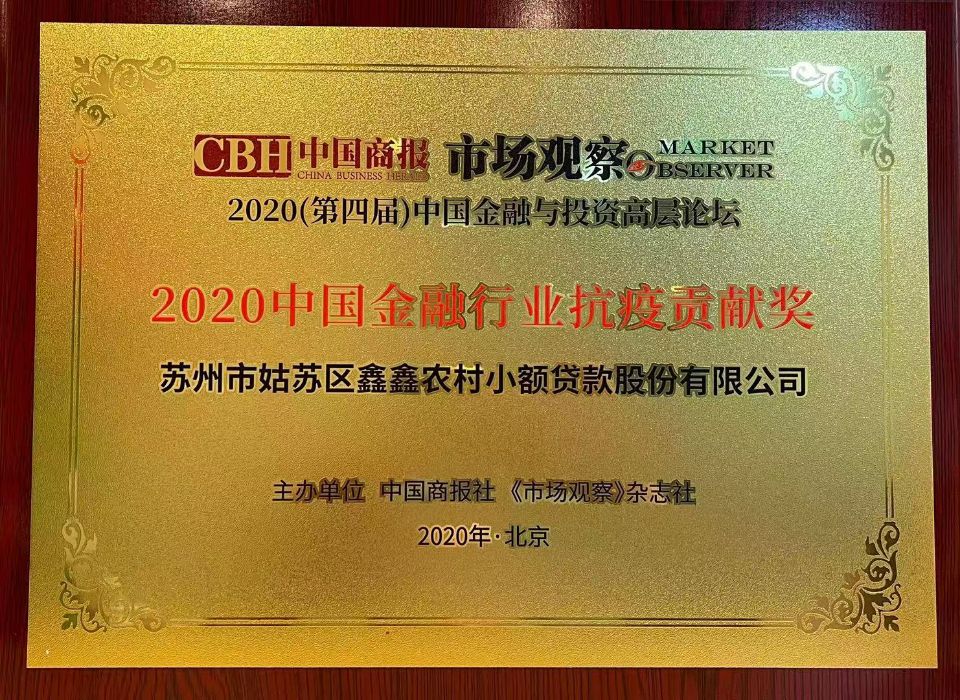 CBH 中国商报 CHINA BUSINESS HERALD 市场观察 MARKET OBSERVER
2020(第四届)中国金融与投资高层论坛
2020中国金融行业抗疫贡献奖
苏州市姑苏区鑫鑫农村小额贷款股份有限公司
主办单位 中国商报社 《市场观察》杂志社
2020年·北京